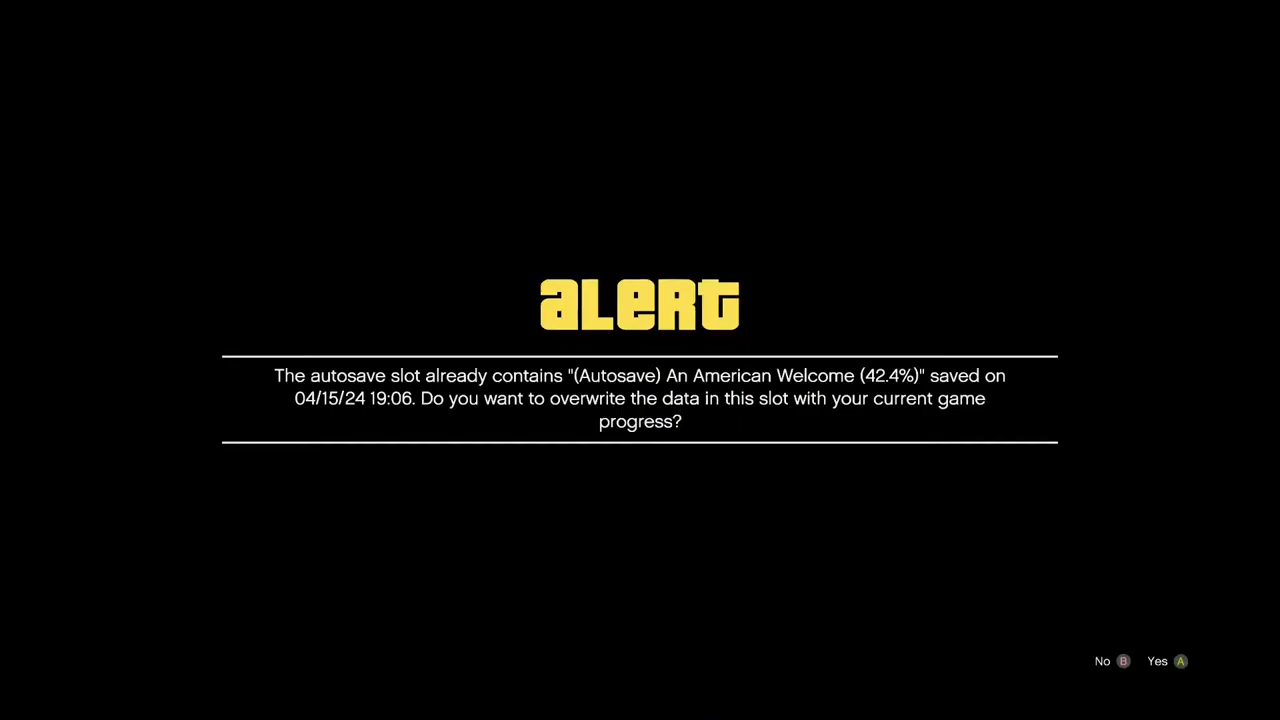 aLeRt
The autosave slot already contains "(Autosave) An American Welcome (42.4%)" saved on
04/15/24 19:06. Do you want to overwrite the data in this slot with your current game
progress?
No B Yes A